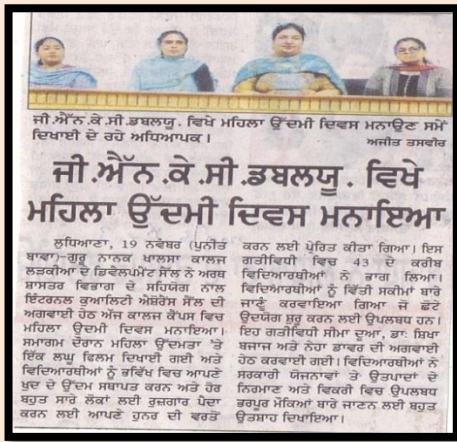 ਜੀ.ਐੱਨ.ਕੇ.ਸੀ.ਡਬਲਯੂ. ਵਿਖੇ ਮਹਿਲਾ ਉੱਦਮੀ ਦਿਵਸ ਮਨਾਉਣ ਸਮੇਂ
ਦਿਖਾਈ ਦੇ ਰਹੇ ਅਧਿਆਪਕ।
ਅਜੀਤ ਤਸਵੀਰ
ਜੀ.ਐੱਨ.ਕੇ.ਸੀ.ਡਬਲਯੂ. ਵਿਖੇ
ਮਹਿਲਾ ਉੱਦਮੀ ਦਿਵਸ ਮਨਾਇਆ
ਲੁਧਿਆਣਾ, 19 ਨਵੰਬਰ (ਪੁਨੀਤ
ਬਾਵਾ)-ਗੁਰੂ ਨਾਨਕ ਖਾਲਸਾ ਕਾਲਜ
ਲੜਕੀਆਂ ਦੇ ਡਿਵੈਲਪਮੈਂਟ ਸੈੱਲ ਨੇ ਅਰਥ
ਸ਼ਾਸਤਰ ਵਿਭਾਗ ਦੇ ਸਹਿਯੋਗ ਨਾਲ
ਇੰਟਰਨਲ ਕੁਆਲਿਟੀ ਐਸ਼ੋਰੈਂਸ ਸੈੱਲ ਦੀ
ਅਗਵਾਈ ਹੇਠ ਅੱਜ ਕਾਲਜ ਕੈਂਪਸ ਵਿਚ
ਮਹਿਲਾ ਉੱਦਮੀ ਦਿਵਸ ਮਨਾਇਆ।
ਸਮਾਗਮ ਦੌਰਾਨ ਮਹਿਲਾ ਉੱਦਮਤਾ 'ਤੇ
ਇੱਕ ਲਘੂ ਫਿਲਮ ਦਿਖਾਈ ਗਈ ਅਤੇ
ਵਿਦਿਆਰਥੀਆਂ ਨੂੰ ਭਵਿੱਖ ਵਿਚ ਆਪਣੇ
ਖੁਦ ਦੇ ਉੱਦਮ ਸਥਾਪਤ ਕਰਨ ਅਤੇ ਹੋਰ
ਬਹੁਤ ਸਾਰੇ ਲੋਕਾਂ ਲਈ ਰੁਜ਼ਗਾਰ ਪੈਦਾ
ਕਰਨ ਲਈ ਆਪਣੇ ਹੁਨਰ ਦੀ ਵਰਤੋਂ
ਕਰਨ ਲਈ ਪ੍ਰੇਰਿਤ ਕੀਤਾ ਗਿਆ। ਇਸ
ਗਤੀਵਿਧੀ ਵਿਚ 43 ਦੇ ਕਰੀਬ
ਵਿਦਿਆਰਥੀਆਂ ਨੇ ਭਾਗ ਲਿਆ।
ਵਿਦਿਆਰਥੀਆਂ ਨੂੰ ਵਿੱਤੀ ਸਕੀਮਾਂ ਬਾਰੇ
ਜਾਣੂੰ ਕਰਵਾਇਆ ਗਿਆ ਜੋ ਛੋਟੇ
ਉਦਯੋਗ ਸ਼ੁਰੂ ਕਰਨ ਲਈ ਉਪਲਬਧ ਹਨ।
ਇਹ ਗਤੀਵਿਧੀ ਸੀਮਾ ਦੂਆ, ਡਾ: ਸ਼ਿਖਾ
ਬਜਾਜ ਅਤੇ ਨੇਹਾ ਡਾਵਰ ਦੀ ਅਗਵਾਈ
ਹੇਠ ਕਰਵਾਈ ਗਈ। ਵਿਦਿਆਰਥੀਆਂ ਨੇ
ਸਰਕਾਰੀ ਯੋਜਨਾਵਾਂ ਤੇ ਉਤਪਾਦਾਂ ਦੇ
ਨਿਰਮਾਣ ਅਤੇ ਵਿਕਰੀ ਵਿਚ ਉਪਲਬਧ
ਭਰਪੂਰ ਮੌਕਿਆਂ ਬਾਰੇ ਜਾਣਨ ਲਈ ਬਹੁਤ
ਉਤਸ਼ਾਹ ਦਿਖਾਇਆ।